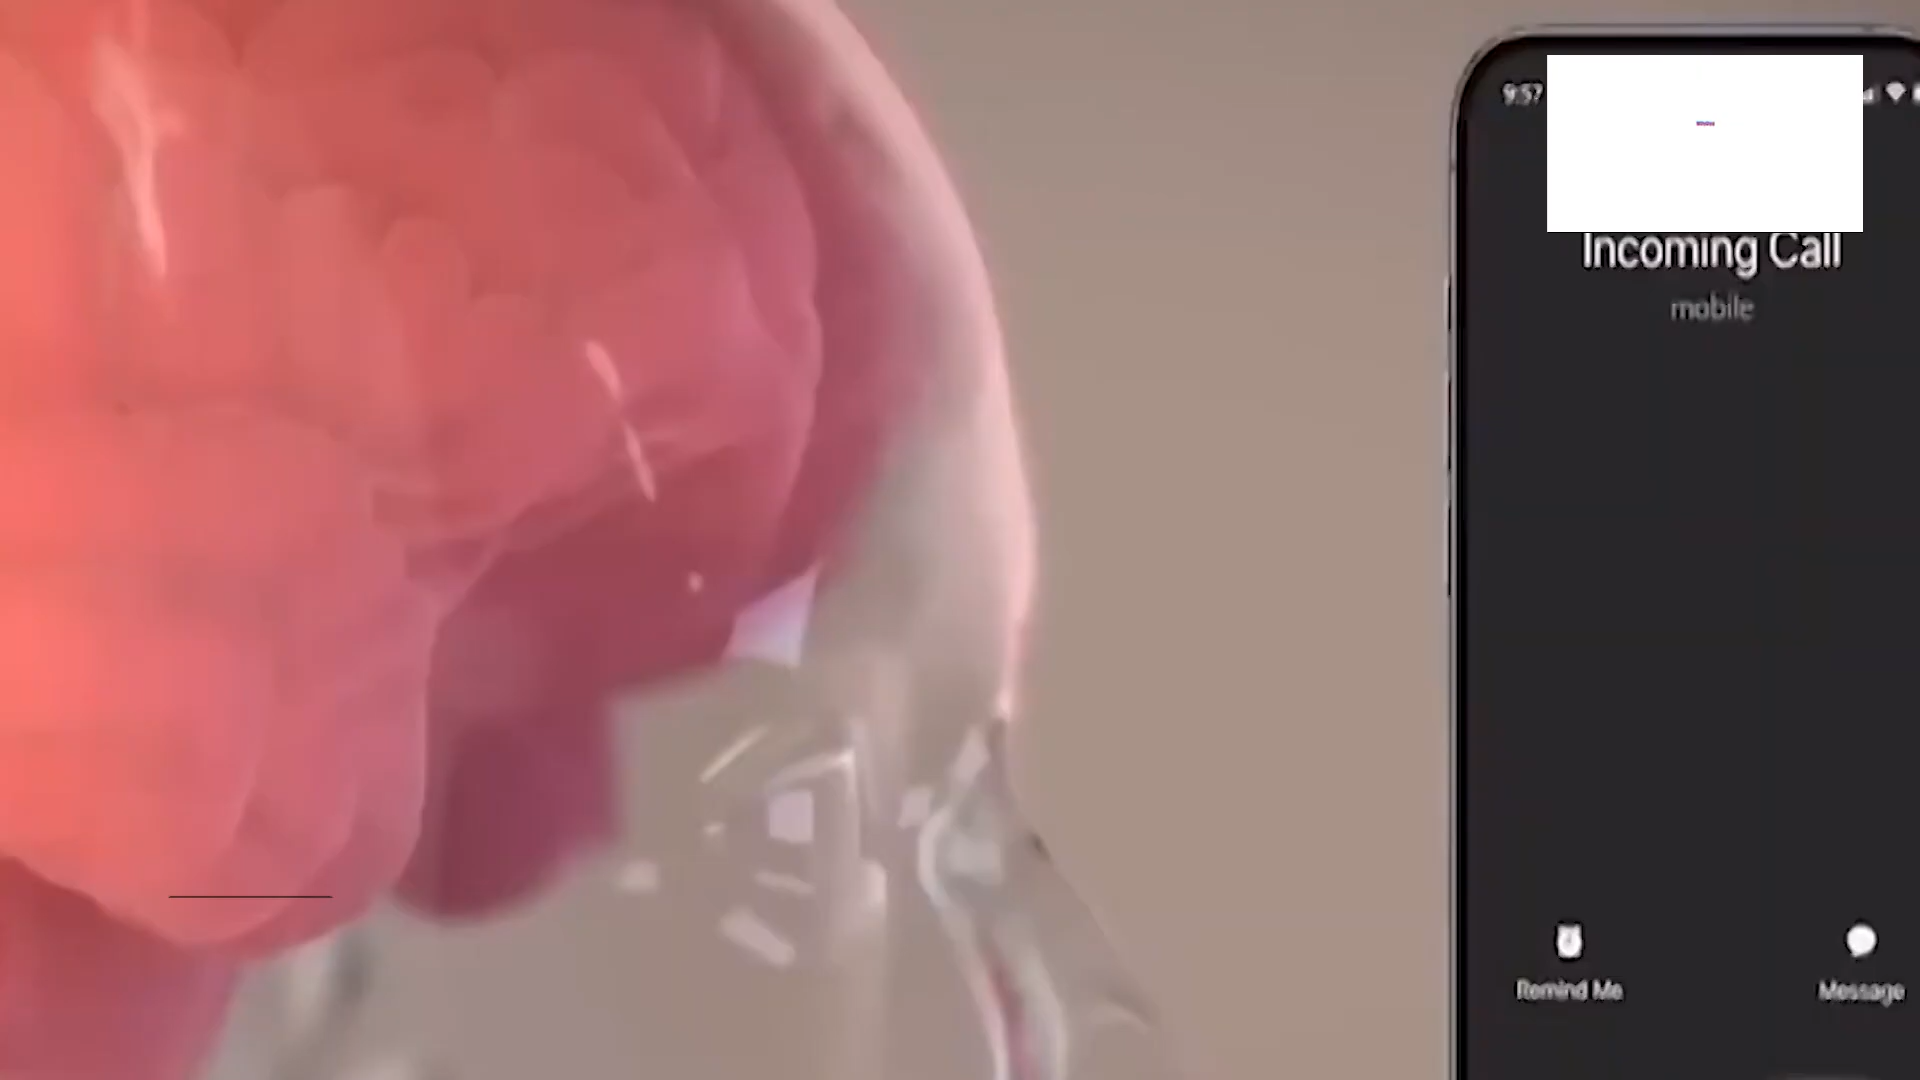 9:57
Incoming Call
mobile
Remind Me
Message